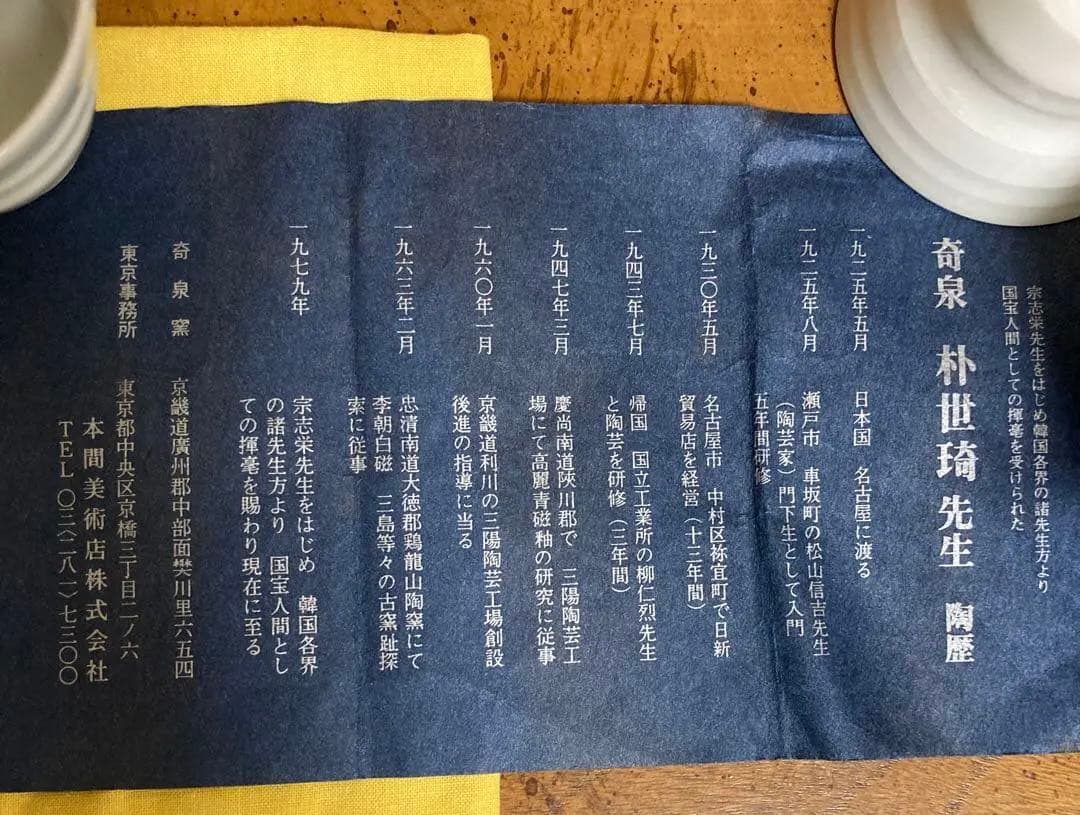 宗志栄先生をはじめ韓国各界の諸先生方より
国宝人間としての揮毫を受けられた
奇泉 朴世琦先生 陶歴
一九二五年五月 日本国 名古屋に渡る
一九二五年八月 瀬戸市 車坂町の松山信吉先生
（陶芸家）門下生として入門
五年間研修
一九三〇年五月 名古屋市 中村区祢宜町で日新
貿易店を経営（十三年間）
一九四三年七月 帰国 国立工業所の柳仁烈先生
と陶芸を研修（三年間）
一九四七年三月 慶尚南道陜川郡で 三陽陶芸工
場にて高麗青磁釉の研究に従事
一九六〇年一月 京畿道利川の三陽陶芸工場創設
後進の指導に当る
一九六三年二月 忠清南道大徳郡鶏龍山陶窯にて
李朝白磁 三島等々の古窯趾探
索に従事
一九七九年 宗志栄先生をはじめ 韓国各界
の諸先生方より 国宝人間とし
ての揮毫を賜わり現在に至る
奇泉窯 京畿道廣州郡中部面樊川里六五四
東京事務所 東京都中央区京橋三丁目二ノ六
本間美術店株式会社
TEL 〇三（二八一）七三〇〇